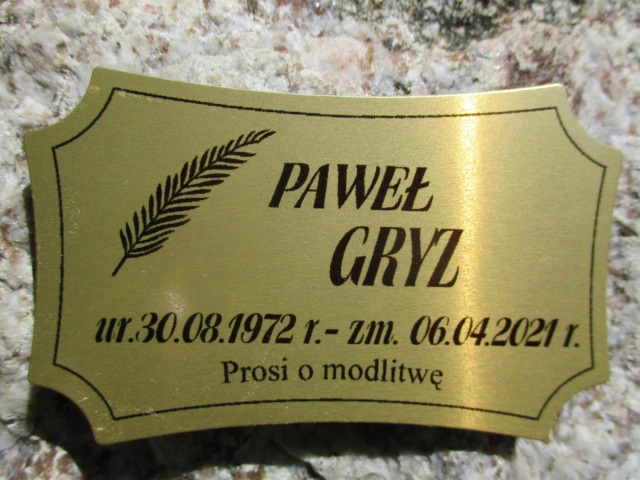 PAWEŁ
GRYZ
ur.30.08.1972 r.- zm. 06.04.2021 r.
Prosi o modlitwę